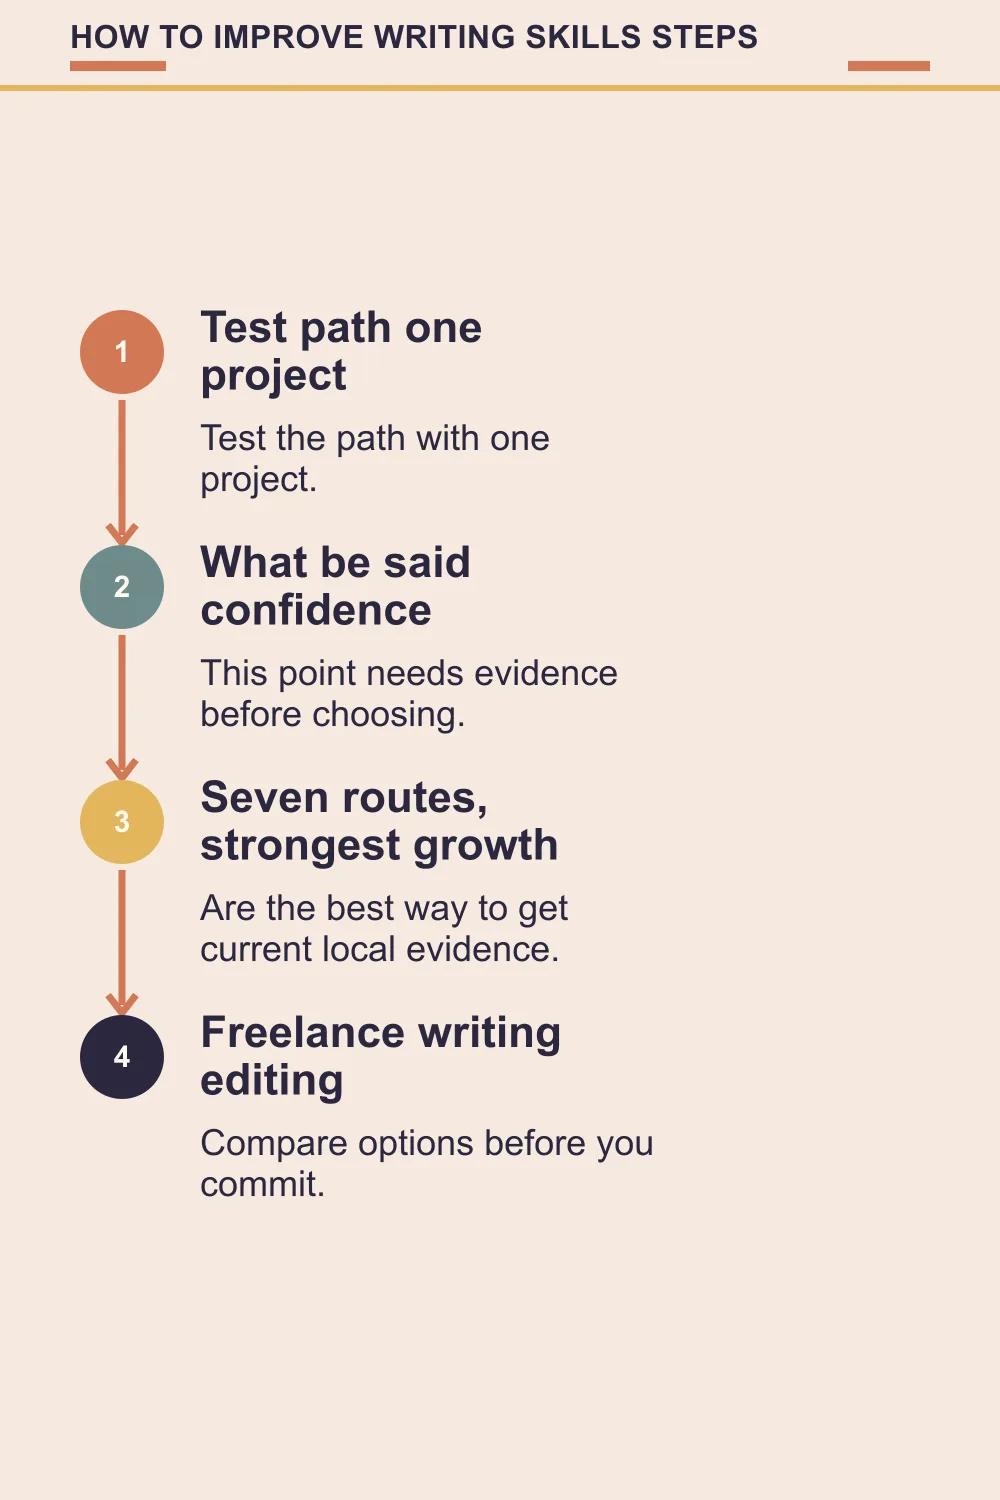 HOW TO IMPROVE WRITING SKILLS STEPS
1
Test path one
project
Test the path with one
project.
2
What be said
confidence
This point needs evidence
before choosing.
3
Seven routes,
strongest growth
Are the best way to get
current local evidence.
4
Freelance writing
editing
Compare options before you
commit.